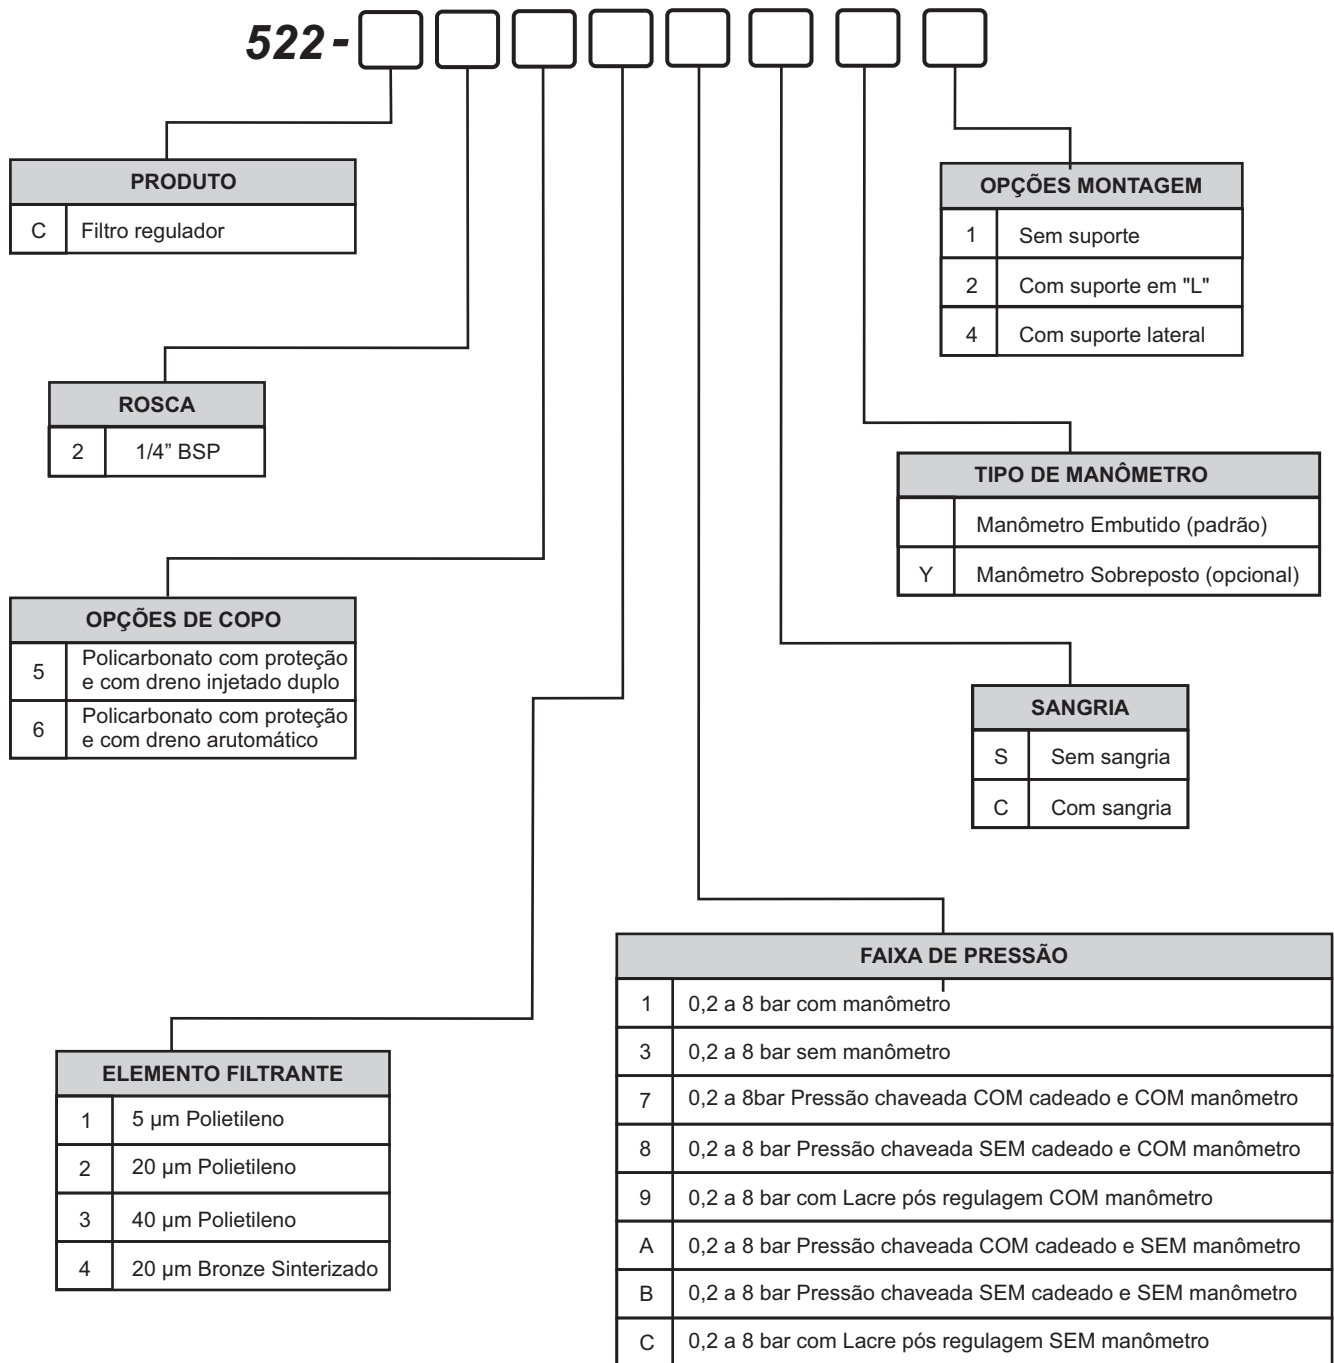 522-
PRODUTO
C Filtro regulador
OPÇÕES MONTAGEM
1 Sem suporte
2 Com suporte em "L"
4 Com suporte lateral
ROSCA
2 1/4” BSP
TIPO DE MANÔMETRO
Manômetro Embutido (padrão)
Y Manômetro Sobreposto (opcional)
OPÇÕES DE COPO
5 Policarbonato com proteção
e com dreno injetado duplo
6 Policarbonato com proteção
e com dreno arutomático
SANGRIA
S Sem sangria
C Com sangria
FAIXA DE PRESSÃO
1 0,2 a 8 bar com manômetro
3 0,2 a 8 bar sem manômetro
7 0,2 a 8bar Pressão chaveada COM cadeado e COM manômetro
8 0,2 a 8 bar Pressão chaveada SEM cadeado e COM manômetro
9 0,2 a 8 bar com Lacre pós regulagem COM manômetro
A 0,2 a 8 bar Pressão chaveada COM cadeado e SEM manômetro
B 0,2 a 8 bar Pressão chaveada SEM cadeado e SEM manômetro
C 0,2 a 8 bar com Lacre pós regulagem SEM manômetro
ELEMENTO FILTRANTE
1 5 µm Polietileno
2 20 µm Polietileno
3 40 µm Polietileno
4 20 µm Bronze Sinterizado